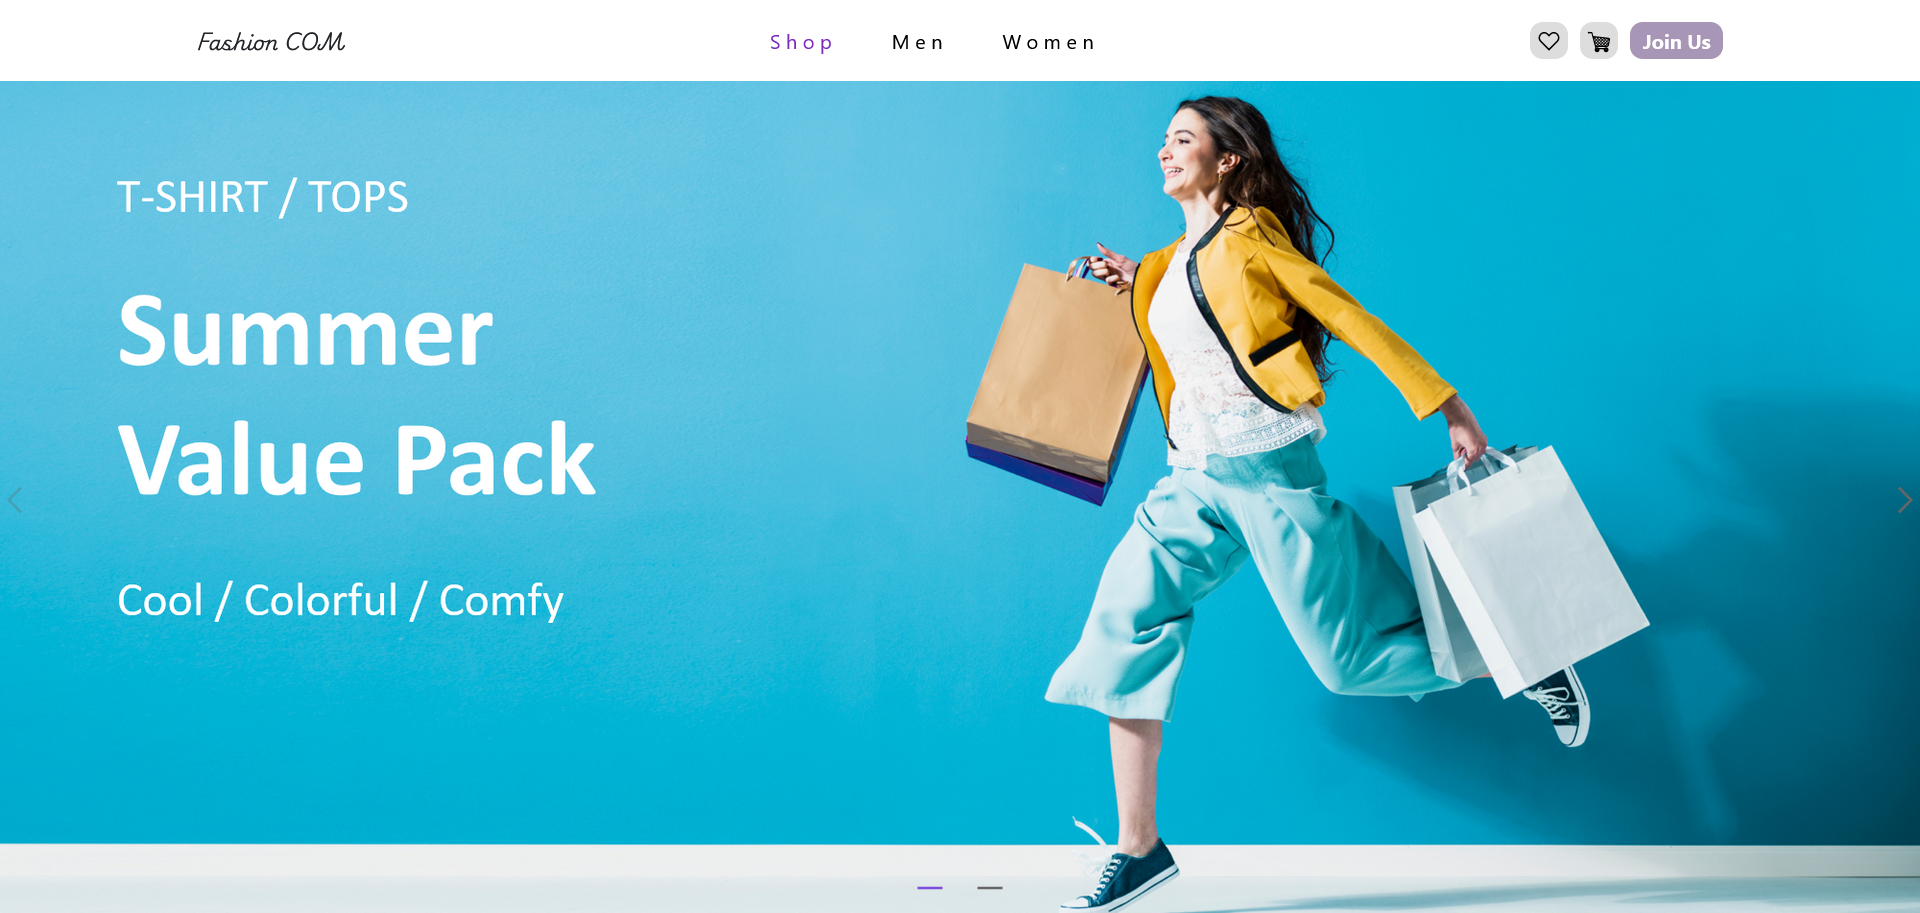 Fashion COM
Shop Men Women
Join Us
T-SHIRT / TOPS
Summer
Value Pack
Cool / Colorful / Comfy